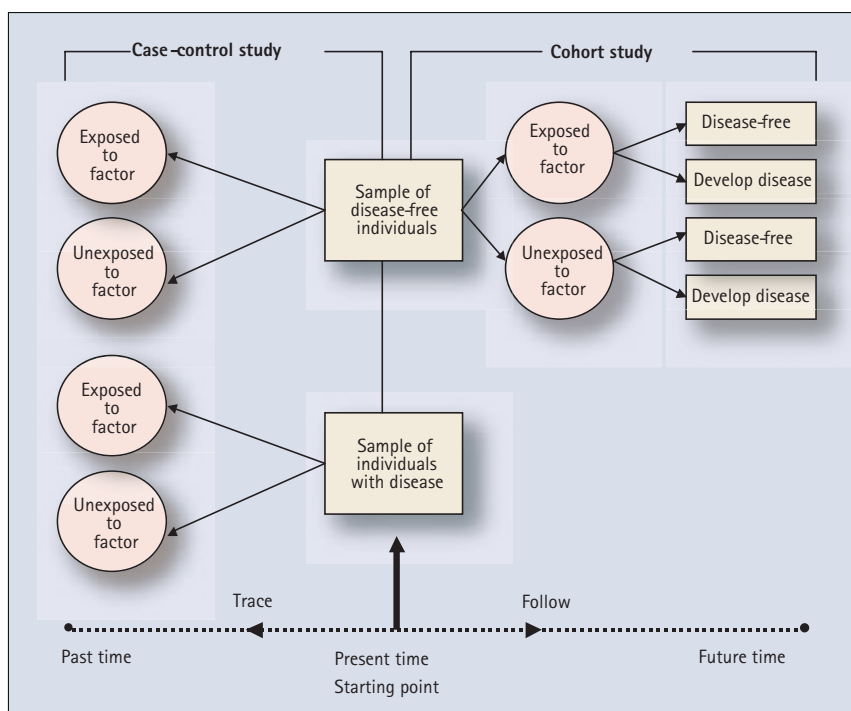 Case-control study
Cohort study
Exposed
to
factor
Unexposed
to
factor
Exposed
to
factor
Unexposed
to
factor
Sample of
disease-free
individuals
Sample of
individuals
with disease
Exposed
to
factor
Unexposed
to
factor
Disease-free
Develop disease
Disease-free
Develop disease
Trace
Follow
Past time
Present time
Starting point
Future time